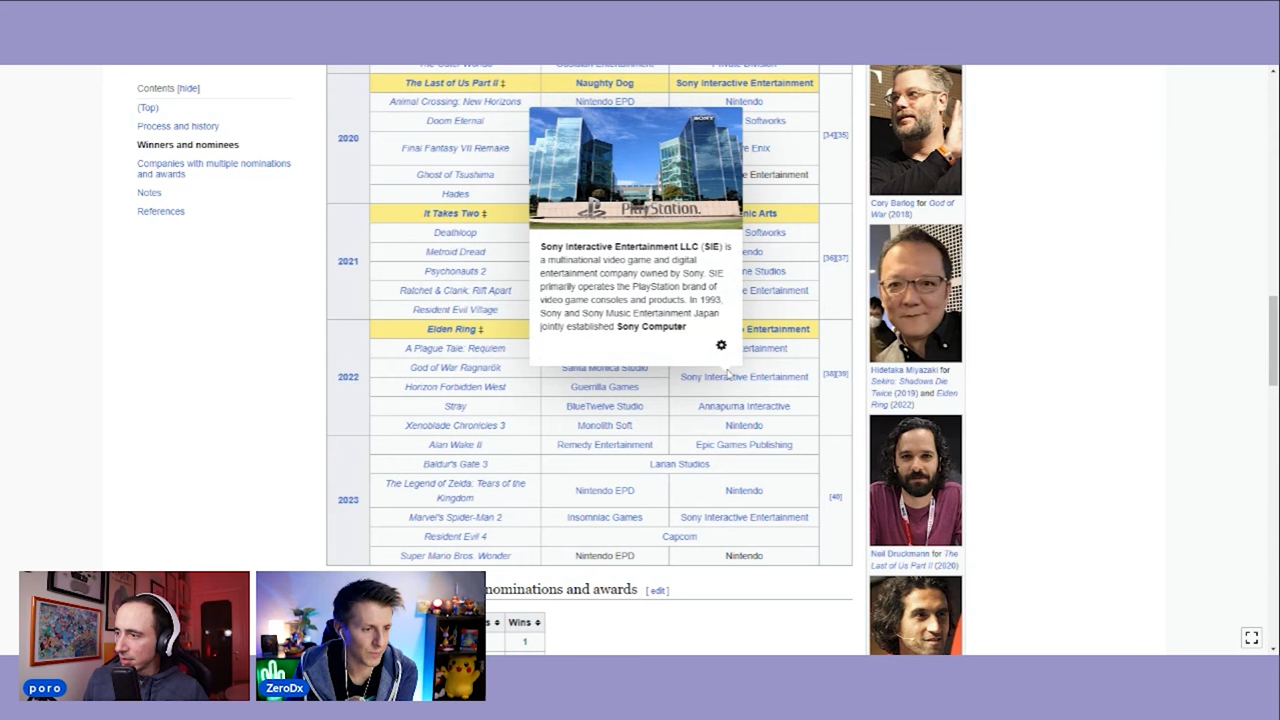 Contents [hide]
(Top)
Process and history
Winners and nominees
Companies with multiple nominations
and awards
Notes
References
The Last of Us Part II ‡ Naughty Dog Sony Interactive Entertainment
2020
Animal Crossing: New Horizons Nintendo EPD Nintendo
Doom Eternal Softworks
Final Fantasy VII Remake Enix
[34][35]
Ghost of Tsushima Entertainment
Hades
It Takes Two ‡ Arts
2021
Deathloop Softworks
Metroid Dread
Psychonauts 2 Studios
[36][37]
Ratchet & Clank: Rift Apart Entertainment
Resident Evil Village
SONY
PlayStation.
Sony Interactive Entertainment LLC (SIE) is
a multinational video game and digital
entertainment company owned by Sony. SIE
primarily operates the PlayStation brand of
video game consoles and products. In 1993,
Sony and Sony Music Entertainment Japan
jointly established Sony Computer
Elden Ring ‡ Entertainment
2022
A Plague Tale: Requiem
God of War Ragnarök Santa Monica Studio
Sony Interactive Entertainment
[38][39]
Horizon Forbidden West Guerrilla Games
Stray BlueTwelve Studio Annapurna Interactive
Xenoblade Chronicles 3 Monolith Soft Nintendo
2023
Alan Wake II Remedy Entertainment Epic Games Publishing
Baldur's Gate 3 Larian Studios
The Legend of Zelda: Tears of the
Kingdom
Nintendo EPD Nintendo
[40]
Marvel's Spider-Man 2 Insomniac Games Sony Interactive Entertainment
Resident Evil 4 Capcom
Super Mario Bros. Wonder Nintendo EPD Nintendo
nominations and awards [edit]
Wins
1
Cory Barlog for God of
War (2018)
Hidetaka Miyazaki for
Sekiro: Shadows Die
Twice (2019) and Elden
Ring (2022)
Neil Druckmann for The
Last of Us Part II (2020)
poro
ZeroDx